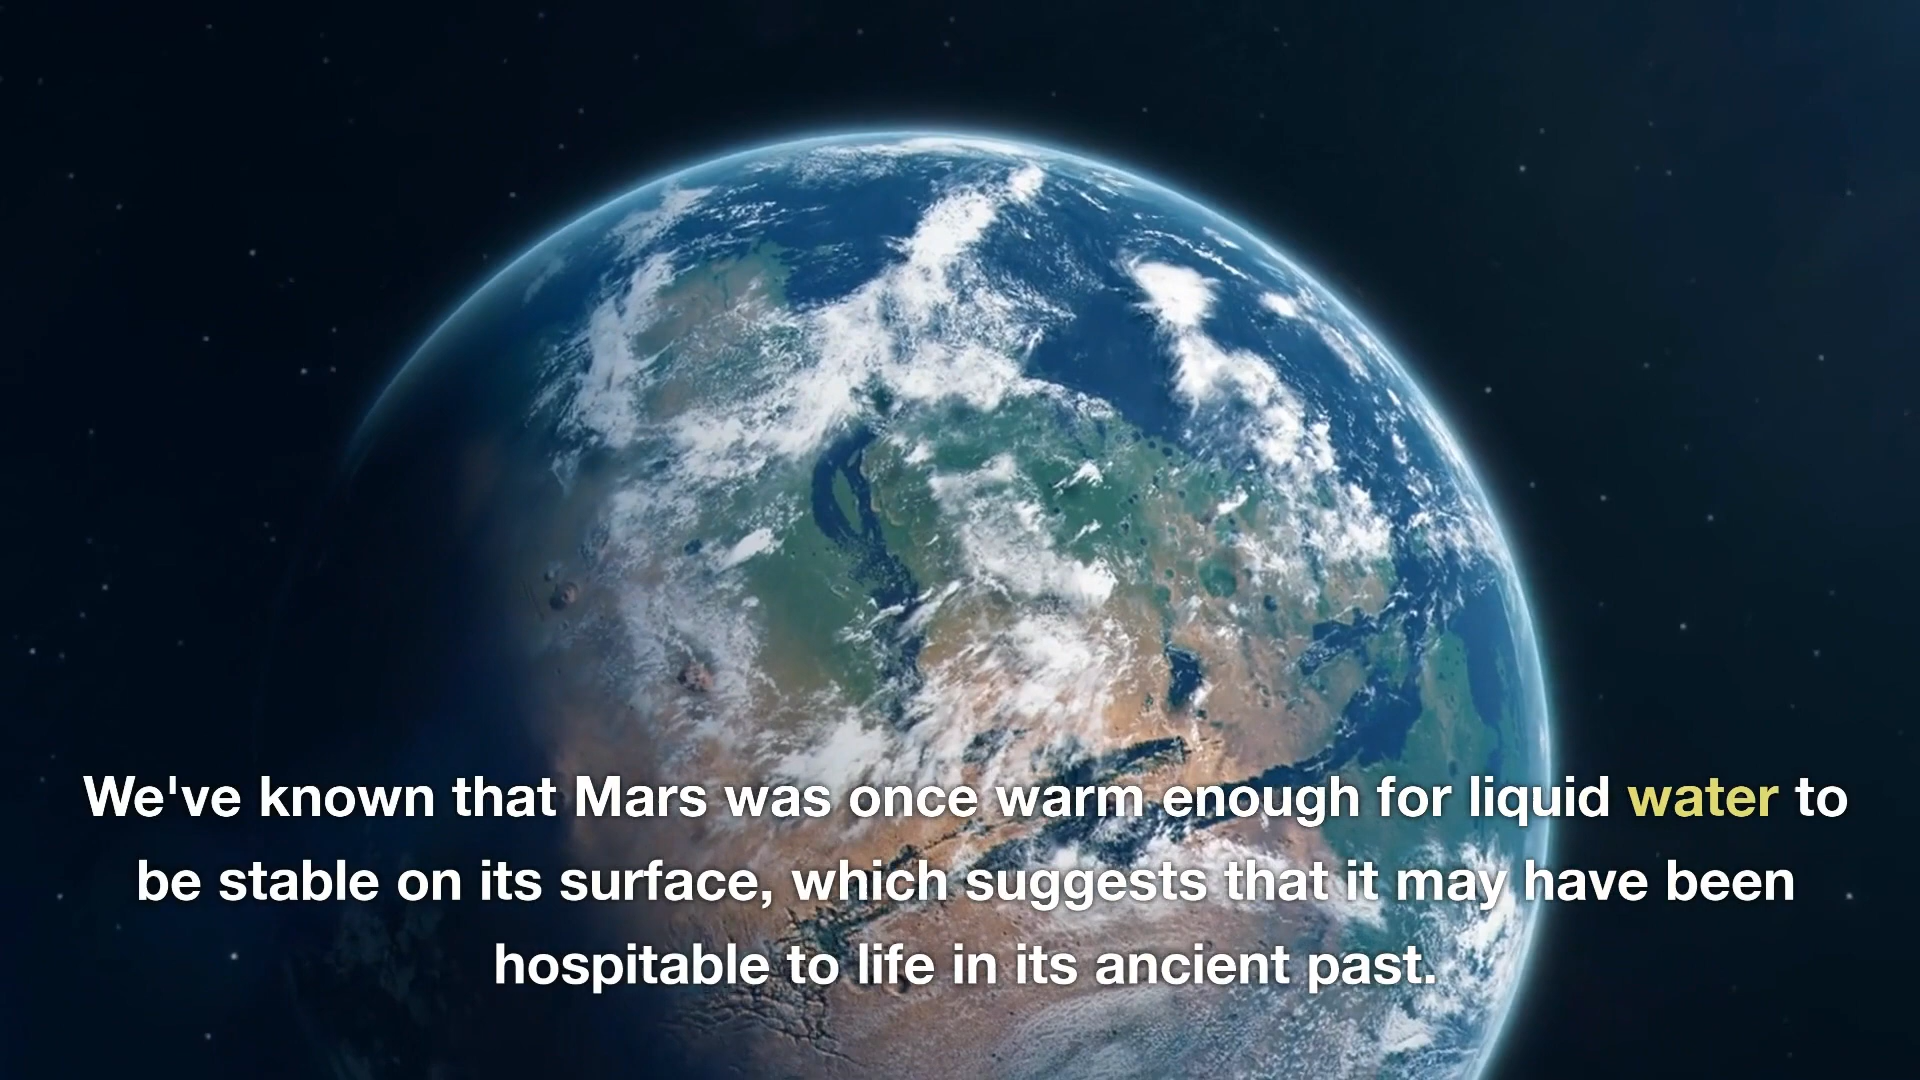 We've known that Mars was once warm enough for liquid water to
be stable on its surface, which suggests that it may have been
hospitable to life in its ancient past.